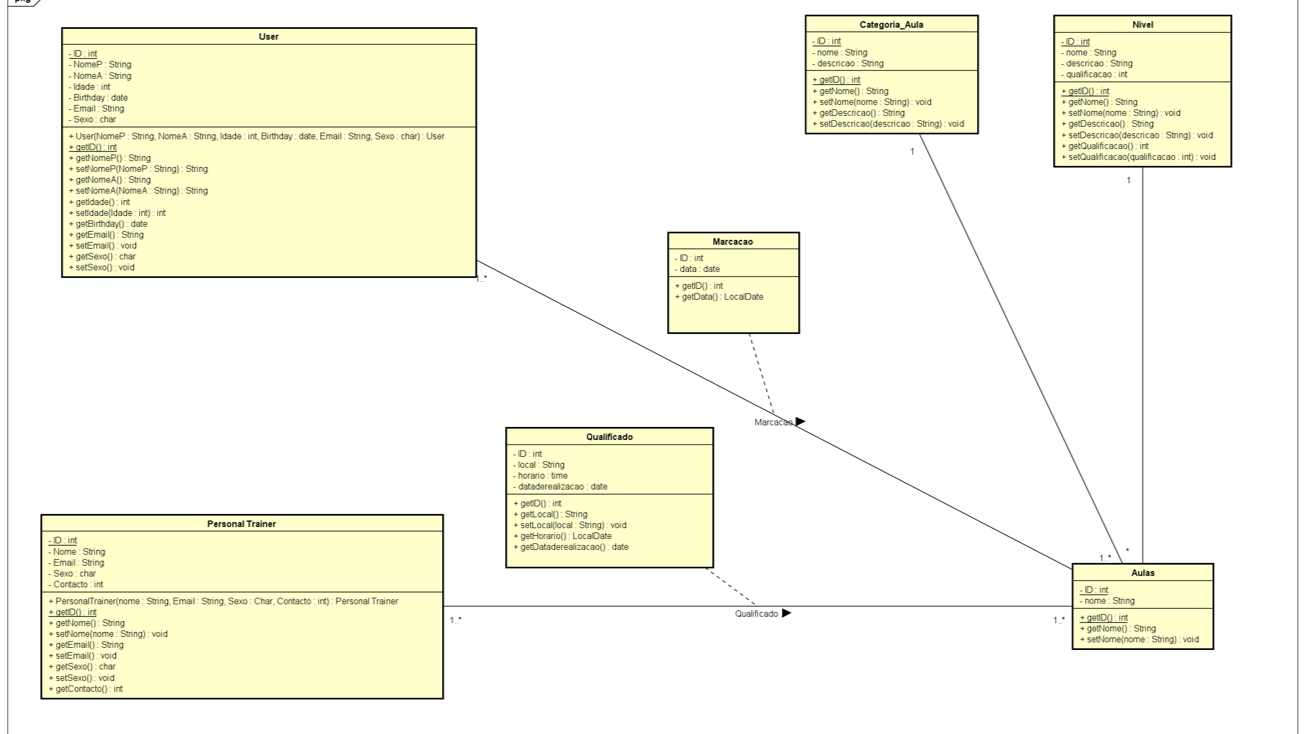 pkg
User
- ID : int
- NomeP : String
- NomeA : String
- Idade : int
- Birthday : date
- Email : String
- Sexo : char
+ User(NomeP : String, NomeA : String, Idade : int, Birthday : date, Email : String, Sexo : char) : User
+ getID() : int
+ getNomeP() : String
+ setNomeP(NomeP : String) : String
+ getNomeA() : String
+ setNomeA(NomeA : String) : String
+ getIdade() : int
+ setIdade(Idade : int) : int
+ getBirthday() : date
+ getEmail() : String
+ setEmail() : void
+ getSexo() : char
+ setSexo() : void
1..*
Categoria_Aula
- ID : int
- nome : String
- descricao : String
+ getID() : int
+ getNome() : String
+ setNome(nome : String) : void
+ getDescricao() : String
+ setDescricao(descricao : String) : void
1
Nivel
- ID : int
- nome : String
- descricao : String
- qualificacao : int
+ getID() : int
+ getNome() : String
+ setNome(nome : String) : void
+ getDescricao() : String
+ setDescricao(descricao : String) : void
+ getQualificacao() : int
+ setQualificacao(qualificacao : int) : void
1
Marcacao
- ID : int
- data : date
+ getID() : int
+ getData() : LocalDate
Marcacao
Qualificado
- ID : int
- local : String
- horario : time
- dataderealizacao : date
+ getID() : int
+ getLocal() : String
+ setLocal(local : String) : void
+ getHorario() : LocalDate
+ getDataderealizacao() : date
Personal Trainer
- ID : int
- Nome : String
- Email : String
- Sexo : char
- Contacto : int
+ PersonalTrainer(nome : String, Email : String, Sexo : Char, Contacto : int) : Personal Trainer
+ getID() : int
+ getNome() : String
+ setNome(nome : String) : void
+ getEmail() : String
+ setEmail() : void
+ getSexo() : char
+ setSexo() : void
+ getContacto() : int
1..*
Qualificado
1..*
1..*
*
Aulas
- ID : int
- nome : String
+ getID() : int
+ getNome() : String
+ setNome(nome : String) : void